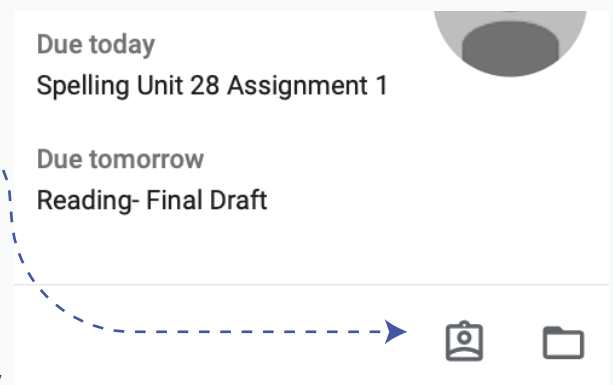 Due today
Spelling Unit 28 Assignment 1
Due tomorrow
Reading- Final Draft